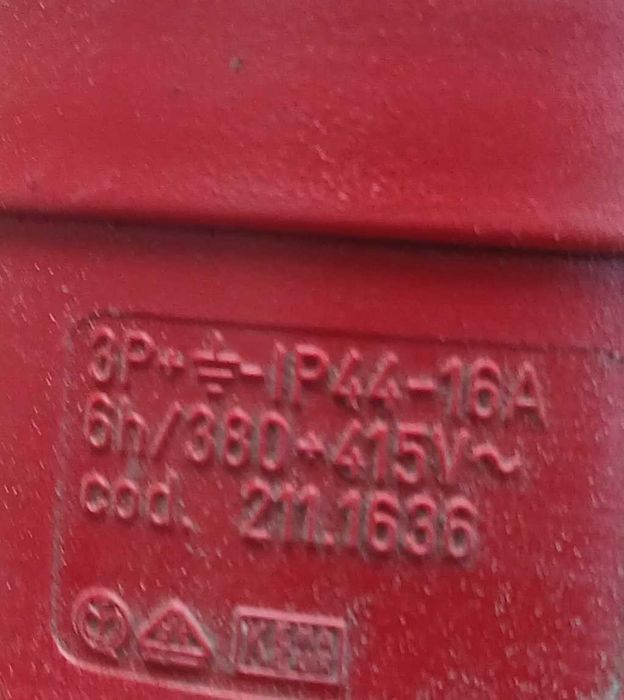 3P+⏚-IP44-16A
6h/380÷415V~
cod. 211.1636